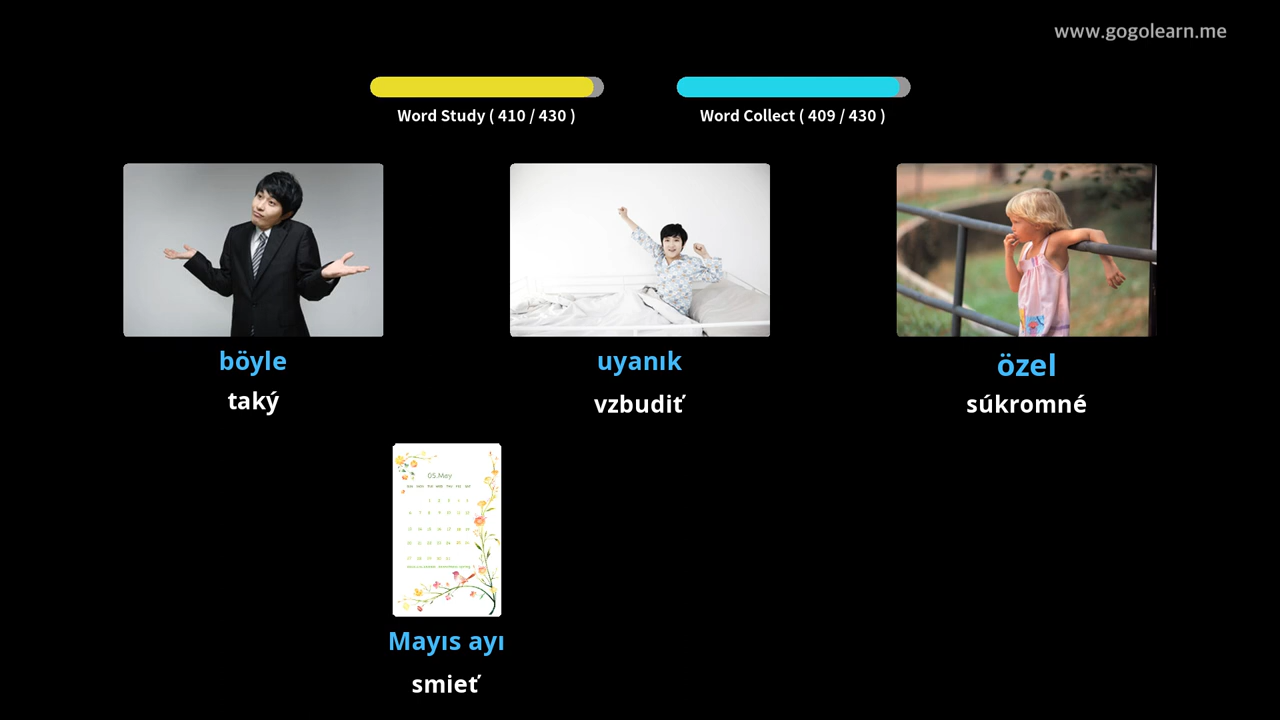 www.gogolearn.me
Word Study ( 410 / 430 )
Word Collect ( 409 / 430 )
böyle
taký
uyanık
vzbudiť
özel
súkromné
05.May
Mayıs ayı
smieť